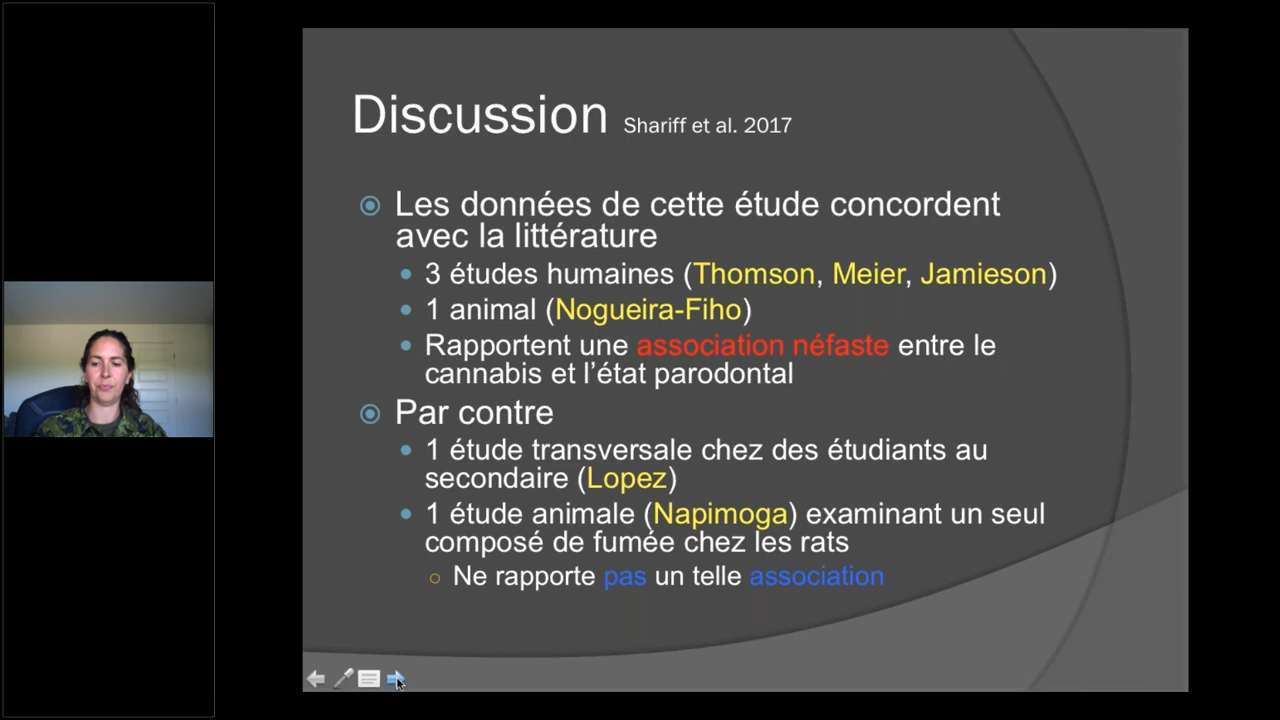 Discussion Shariff et al. 2017
Les données de cette étude concordent
avec la littérature
3 études humaines (Thomson, Meier, Jamieson)
1 animal (Nogueira-Fiho)
Rapportent une association néfaste entre le
cannabis et l’état parodontal
Par contre
1 étude transversale chez des étudiants au
secondaire (Lopez)
1 étude animale (Napimoga) examinant un seul
composé de fumée chez les rats
Ne rapporte pas un telle association